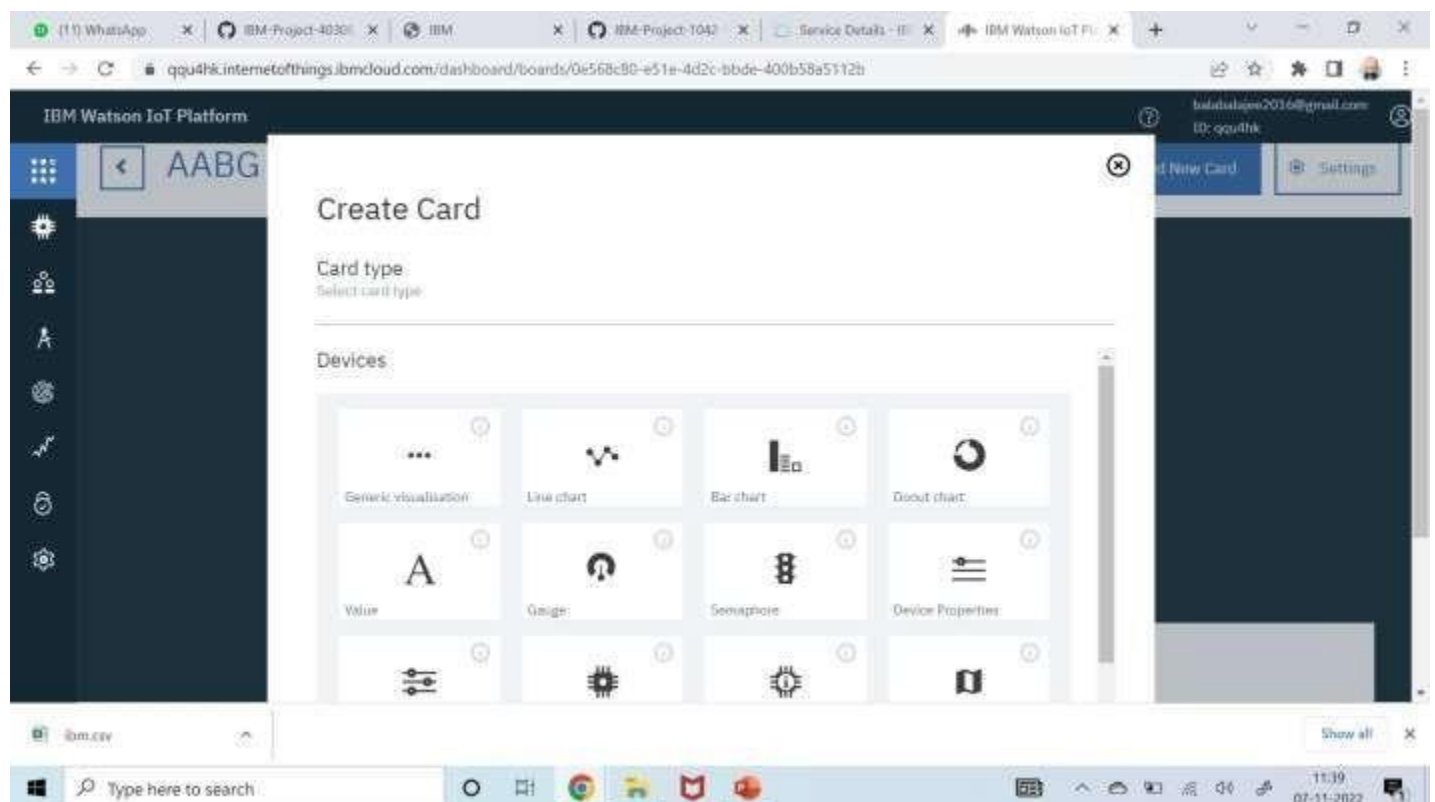 (11) WhatsApp
IBM-Project-4030
IBM
IBM-Project-1042
Service Details - IB
IBM Watson IoT Pl
qqu4hk.internetofthings.ibmcloud.com/dashboard/boards/0e568c80-e51e-4d2c-bbde-400b58a5112b
IBM Watson IoT Platform
ID: qqu4hk
AABG
New Card
Settings
Create Card
Card type
Select card type
Devices
Generic visualisation
Line chart
Bar chart
Donut chart
A
Value
Gauge
Semaphore
Device Properties
ibm.csv
Show all
Type here to search
11:39
07-11-2022